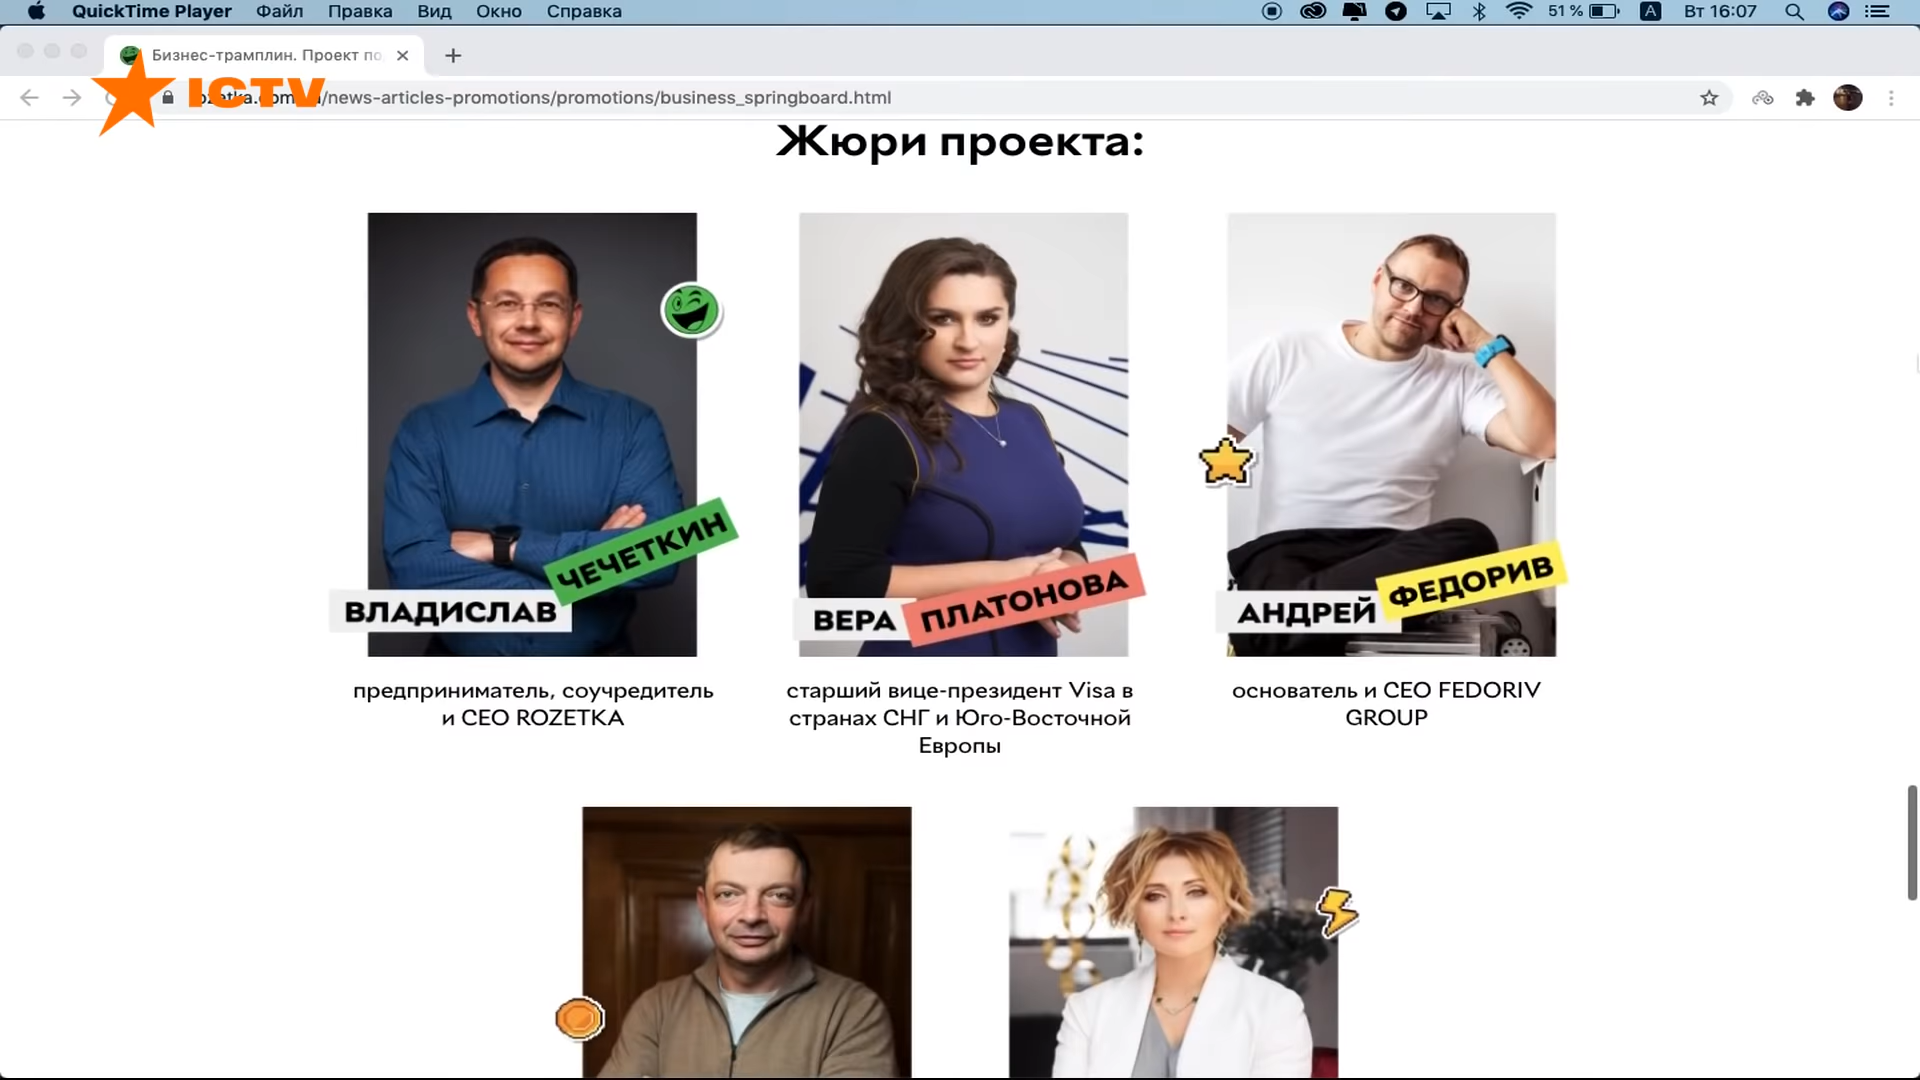 QuickTime Player Файл Правка Вид Окно Справка 51 % A Вт 16:07
Бизнес-трамплин. Проект по
ICTV
/news-articles-promotions/promotions/business_springboard.html
Жюри проекта:
ВЛАДИСЛАВ ЧЕЧЕТКИН
ВЕРА ПЛАТОНОВА
АНДРЕЙ ФЕДОРИВ
предприниматель, соучредитель
и CEO ROZETKA
старший вице-президент Visa в
странах СНГ и Юго-Восточной
Европы
основатель и CEO FEDORIV
GROUP